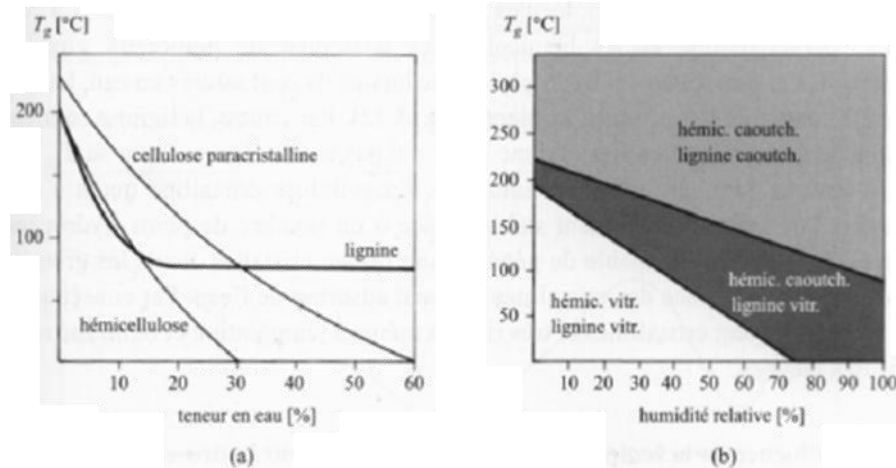 T_g [°C]
200
100
cellulose paracristalline
lignine
hémicellulose
10 20 30 40 50 60
teneur en eau [%]
(a)
T_g [°C]
300
250
200
150
100
50
hémic. caoutch.
lignine caoutch.
hémic. caoutch.
lignine vitr.
hémic. vitr.
lignine vitr.
10 20 30 40 50 60 70 80 90 100
humidité relative [%]
(b)